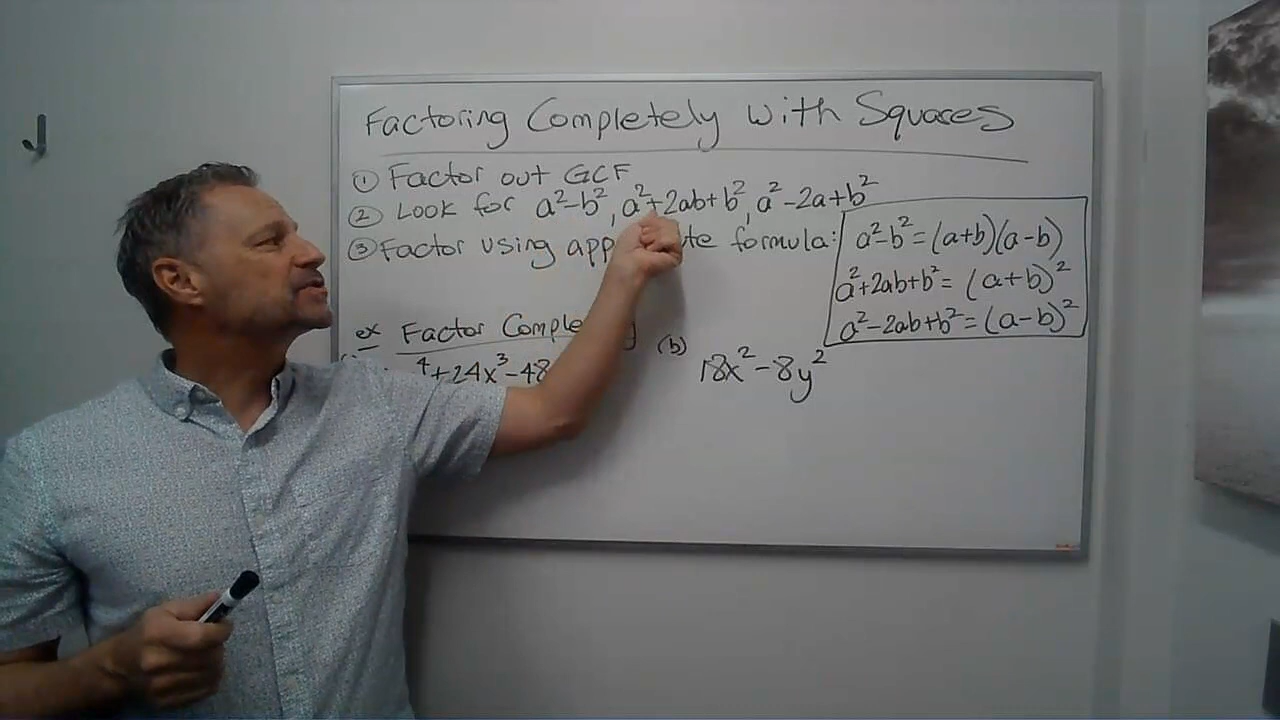 Factoring Completely with Squares
① Factor out GCF
② Look for a²-b², a²+2ab+b², a²-2a+b²
③ Factor using formula:
a²-b²=(a+b)(a-b)
a²+2ab+b²=(a+b)²
a²-2ab+b²=(a-b)²
ex Factor
⁴+24x³-48
(b) 18x²-8y²